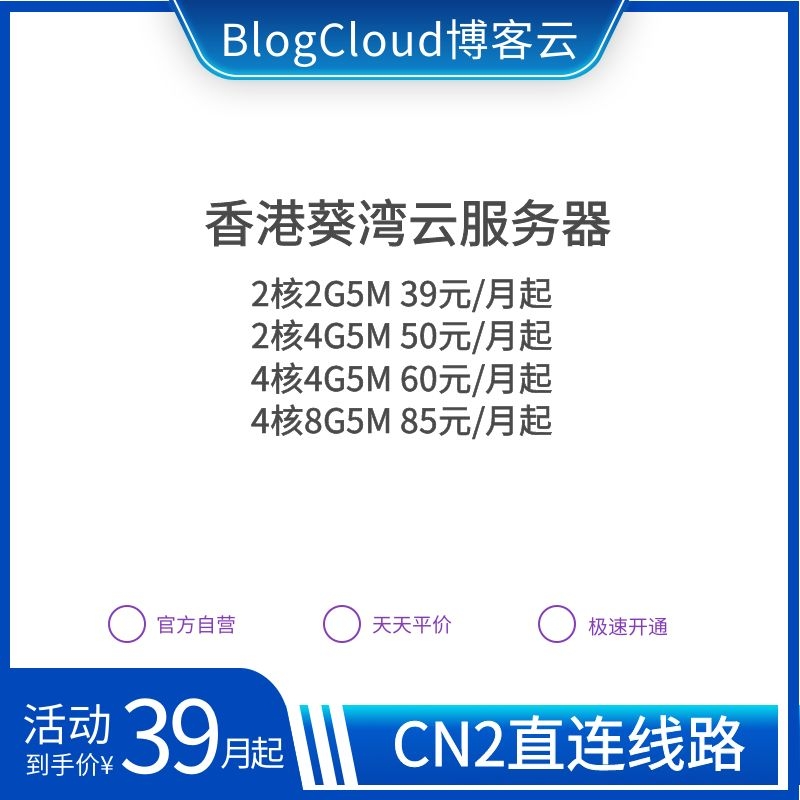 BlogCloud博客云
香港葵湾云服务器
2核2G5M 39元/月起
2核4G5M 50元/月起
4核4G5M 60元/月起
4核8G5M 85元/月起
官方自营
天天平价
极速开通
活动
到手价¥
39月起
CN2直连线路